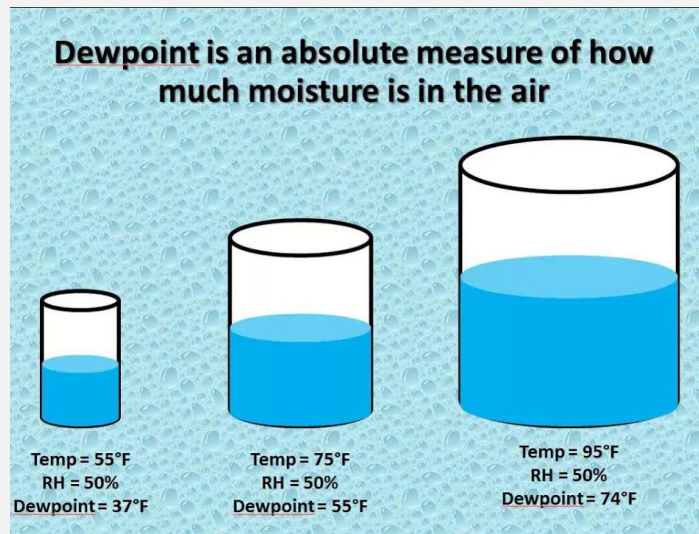 Dewpoint is an absolute measure of how
much moisture is in the air
Temp = 55°F
RH = 50%
Dewpoint = 37°F
Temp = 75°F
RH = 50%
Dewpoint = 55°F
Temp = 95°F
RH = 50%
Dewpoint = 74°F